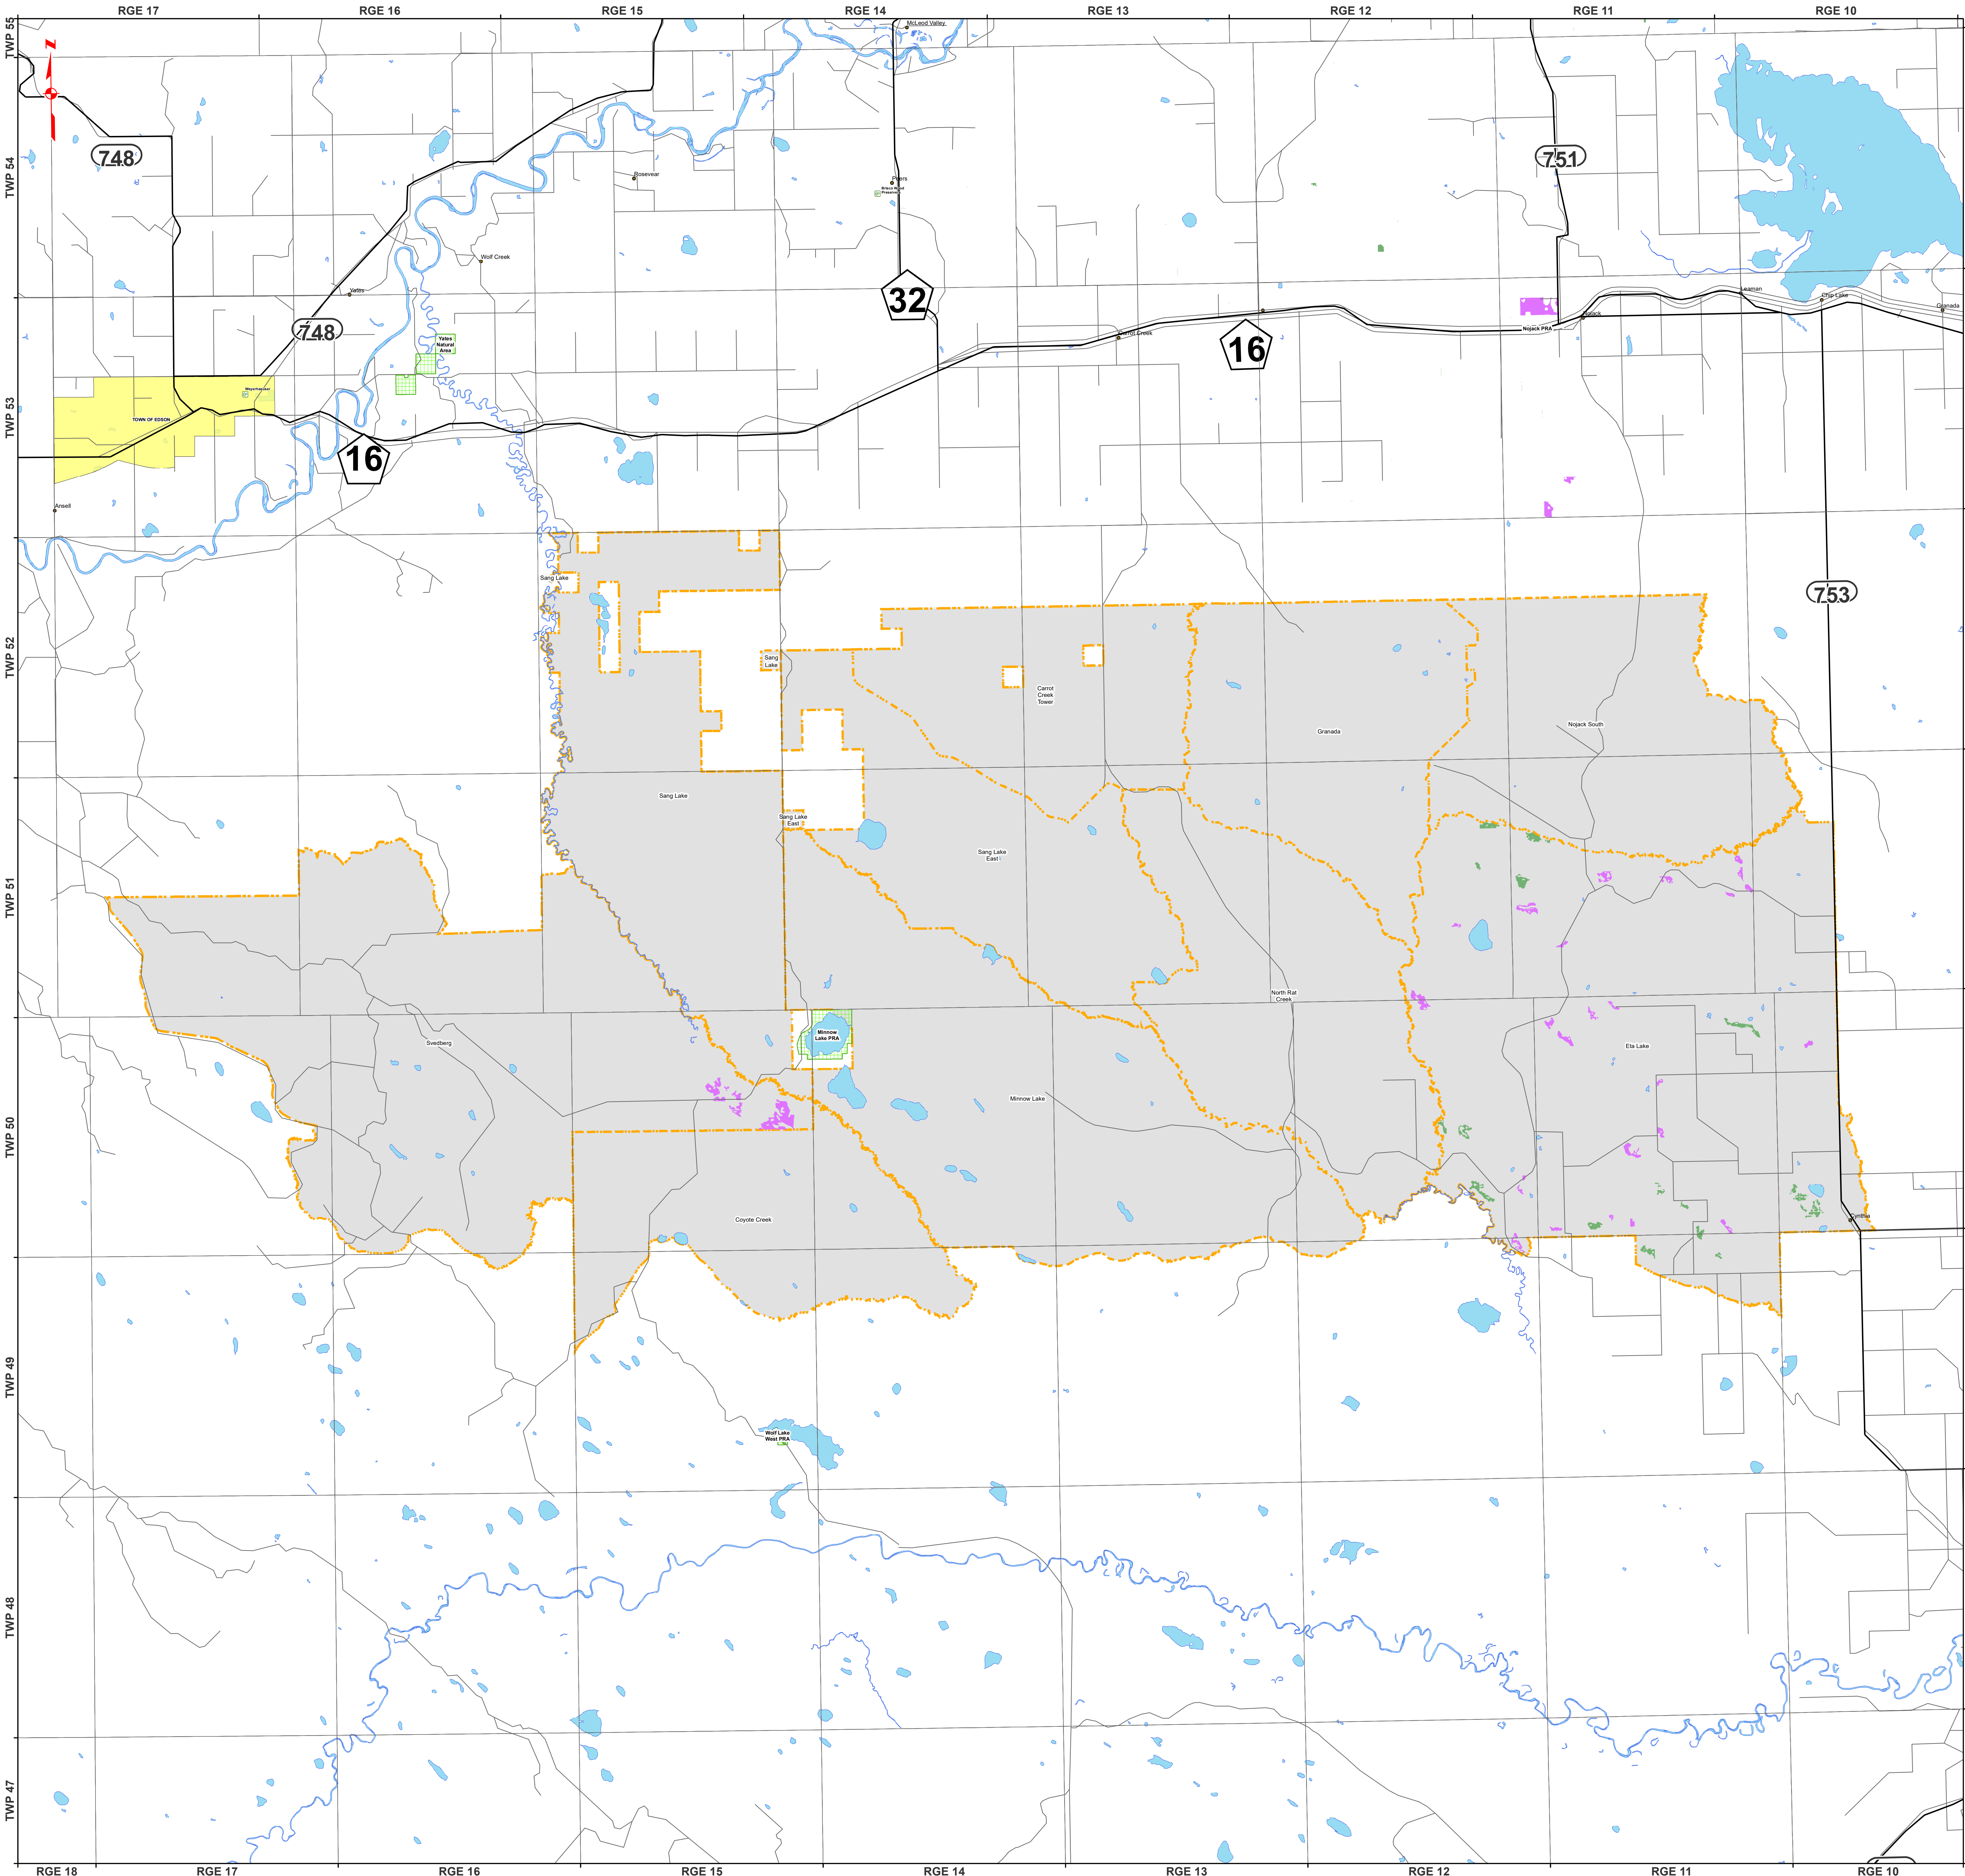 RGE 17
RGE 16
RGE 15
RGE 14
RGE 13
RGE 12
RGE 11
RGE 10
TWP 55
McLeod Valley
N
TWP 54
748
751
Rosevear
Peers
Brisco Wood
Preserve
Wolf Creek
Yates
32
Leaman
Chip Lake
Granada
748
Nojack
Nojack PRA
Carrot Creek
16
Yates
Natural
Area
TWP 53
Weyerhaeuser
TOWN OF EDSON
16
Ansell
Sang Lake
753
TWP 52
Sang
Lake
Carrot
Creek
Tower
Nojack South
Granada
Sang Lake
Sang Lake
East
Sang Lake
East
TWP 51
North Rat
Creek
Minnow
Lake PRA
Svedberg
Eta Lake
Minnow Lake
TWP 50
Coyote Creek
Cynthia
TWP 49
Wolf Lake
West PRA
TWP 48
TWP 47
RGE 18
RGE 17
RGE 16
RGE 15
RGE 14
RGE 13
RGE 12
RGE 11
RGE 10